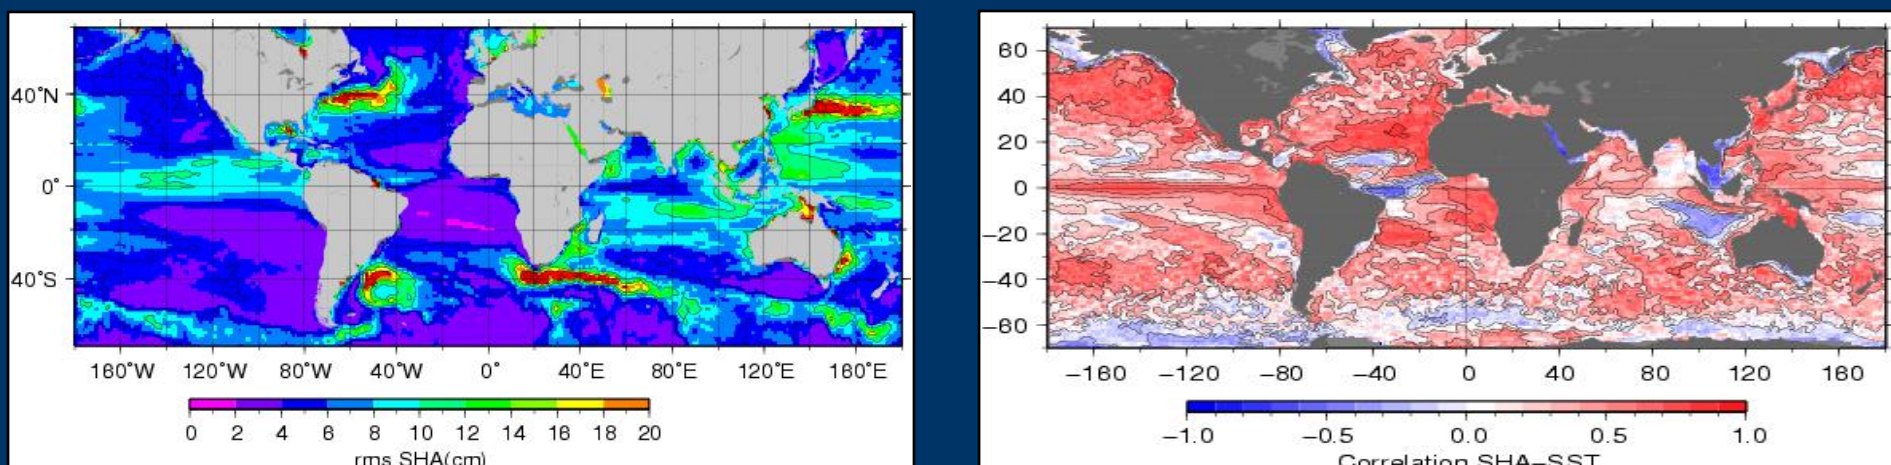 40°N
0°
40°S
160°W 120°W 80°W 40°W 0° 40°E 80°E 120°E 160°E
0 2 4 6 8 10 12 14 16 18 20
rms SHA(cm)
60
40
20
0
−20
−40
−60
−160 −120 −80 −40 0 40 80 120 160
−1.0 −0.5 0.0 0.5 1.0
Correlation SHA−SST